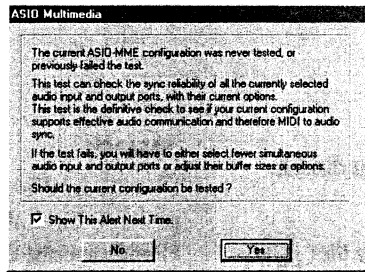 ASIO Multimedia
The current ASIO-MME configuration was never tested, or
previously failed the test.
This test can check the sync reliability of all the currently selected
audio input and output ports, with their current options.
This test is the definitive check to see if your current configuration
supports effective audio communication and therefore MIDI to audio
sync.
If the test fails, you will have to either select fewer simultaneous
audio input and output ports or adjust their buffer sizes or options.
Should the current configuration be tested ?
Show This Alert Next Time.
No Yes